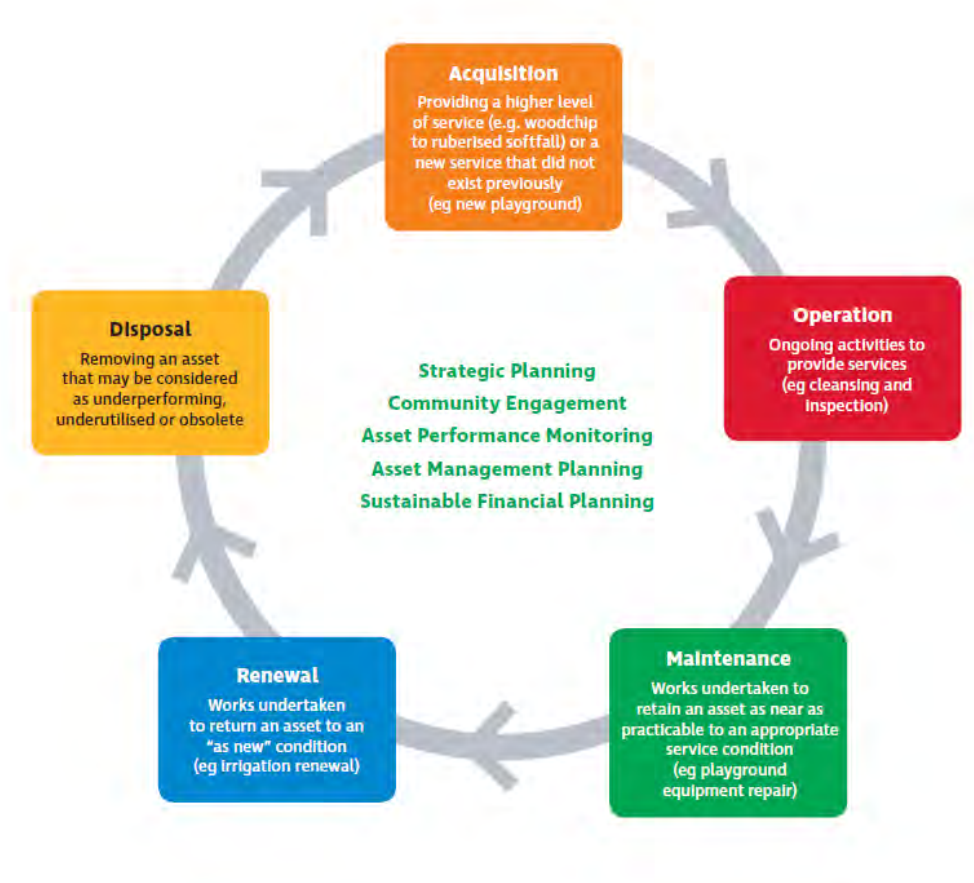 Acquisition
Providing a higher level
of service (e.g. woodchip
to ruberised softfall) or a
new service that did not
exist previously
(eg new playground)
Operation
Ongoing activities to
provide services
(eg cleansing and
inspection)
Maintenance
Works undertaken to
retain an asset as near as
practicable to an appropriate
service condition
(eg playground
equipment repair)
Renewal
Works undertaken
to return an asset to an
"as new" condition
(eg irrigation renewal)
Disposal
Removing an asset
that may be considered
as underperforming,
underutilised or obsolete
Strategic Planning
Community Engagement
Asset Performance Monitoring
Asset Management Planning
Sustainable Financial Planning